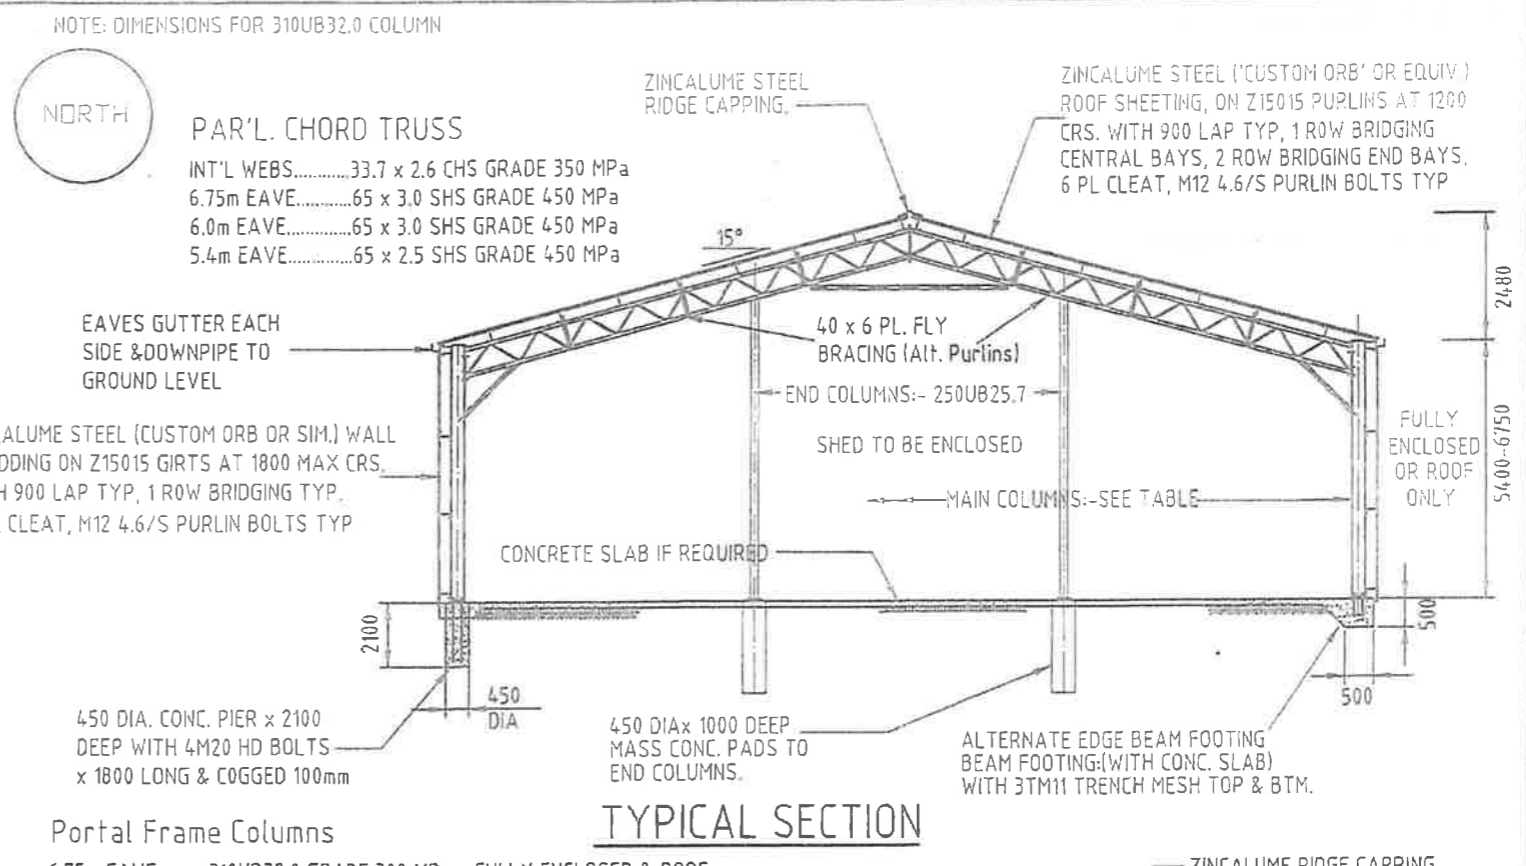 NOTE: DIMENSIONS FOR 310UB32.0 COLUMN
NORTH
PAR'L. CHORD TRUSS
INT'L WEBS...........33.7 x 2.6 CHS GRADE 350 MPa
6.75m EAVE............65 x 3.0 SHS GRADE 450 MPa
6.0m EAVE.............65 x 3.0 SHS GRADE 450 MPa
5.4m EAVE.............65 x 2.5 SHS GRADE 450 MPa
ZINCALUME STEEL
RIDGE CAPPING.
ZINCALUME STEEL ('CUSTOM ORB' OR EQUIV.)
ROOF SHEETING, ON Z15015 PURLINS AT 1200
CRS. WITH 900 LAP TYP, 1 ROW BRIDGING
CENTRAL BAYS, 2 ROW BRIDGING END BAYS,
6 PL CLEAT, M12 4.6/S PURLIN BOLTS TYP
15°
2480
EAVES GUTTER EACH
SIDE &DOWNPIPE TO
GROUND LEVEL
40 x 6 PL. FLY
BRACING (Alt. Purlins)
END COLUMNS:- 250UB25.7
SHED TO BE ENCLOSED
MAIN COLUMNS:-SEE TABLE
FULLY
ENCLOSED
OR ROOF
ONLY
5400-6750
ALUME STEEL (CUSTOM ORB OR SIM.) WALL
DDING ON Z15015 GIRTS AT 1800 MAX CRS.
H 900 LAP TYP, 1 ROW BRIDGING TYP.
CLEAT, M12 4.6/S PURLIN BOLTS TYP
CONCRETE SLAB IF REQUIRED
2100
500
450
DIA
500
450 DIA. CONC. PIER x 2100
DEEP WITH 4M20 HD BOLTS
x 1800 LONG & COGGED 100mm
450 DIAx 1000 DEEP
MASS CONC. PADS TO
END COLUMNS.
ALTERNATE EDGE BEAM FOOTING
BEAM FOOTING:(WITH CONC. SLAB)
WITH 3TM11 TRENCH MESH TOP & BTM.
TYPICAL SECTION
Portal Frame Columns
ZINCALUME RIDGE CAPPING